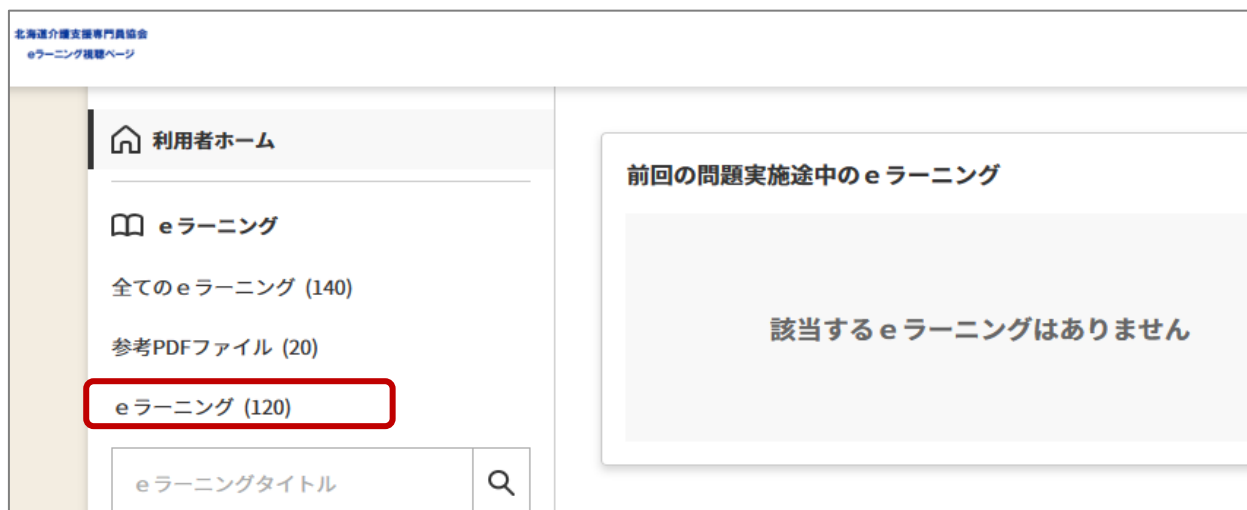 北海道介護支援専門員協会
eラーニング視聴ページ
利用者ホーム
eラーニング
全てのeラーニング (140)
参考PDFファイル (20)
eラーニング (120)
eラーニングタイトル
前回の問題実施途中のeラーニング
該当するeラーニングはありません